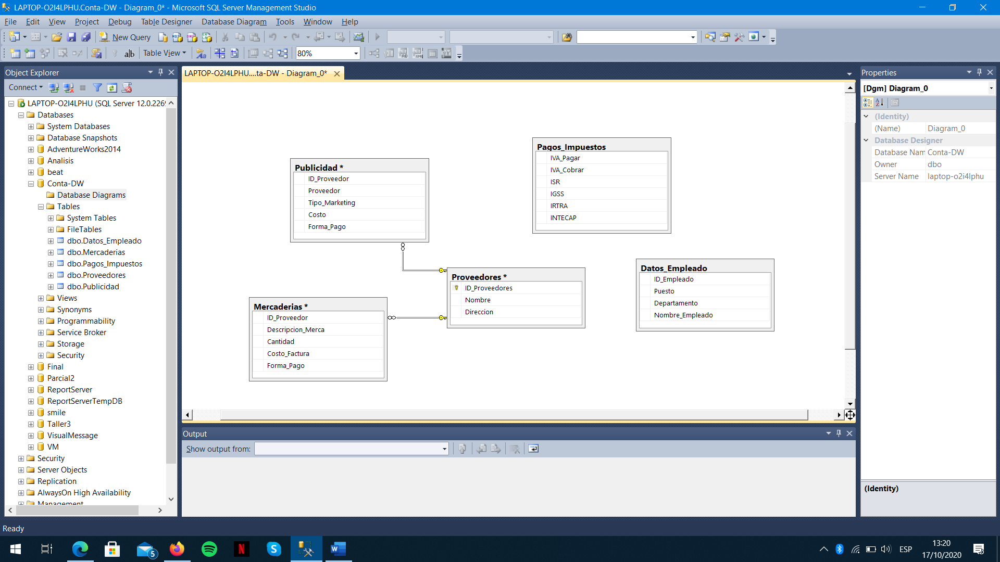 LAPTOP-O2I4LPHU.Conta-DW - Diagram_0* - Microsoft SQL Server Management Studio
File Edit View Project Debug Table Designer Database Diagram Tools Window Help
New Query
Table View 80%
Object Explorer
Connect
LAPTOP-O2I4LPHU (SQL Server 12.0.2269
Databases
System Databases
Database Snapshots
AdventureWorks2014
Analisis
beat
Conta-DW
Database Diagrams
Tables
System Tables
FileTables
dbo.Datos_Empleado
dbo.Mercaderias
dbo.Pagos_Impuestos
dbo.Proveedores
dbo.Publicidad
Views
Synonyms
Programmability
Service Broker
Storage
Security
Final
Parcial2
ReportServer
ReportServerTempDB
smile
Taller3
VisualMessage
VM
Security
Server Objects
Replication
AlwaysOn High Availability
Management
LAPTOP-O2I4LPHU....ta-DW - Diagram_0*
Publicidad *
ID_Proveedor
Proveedor
Tipo_Marketing
Costo
Forma_Pago
Pagos_Impuestos
IVA_Pagar
IVA_Cobrar
ISR
IGSS
IRTRA
INTECAP
Proveedores *
ID_Proveedores
Nombre
Direccion
Datos_Empleado
ID_Empleado
Puesto
Departamento
Nombre_Empleado
Mercaderias *
ID_Proveedor
Descripcion_Merca
Cantidad
Costo_Factura
Forma_Pago
Output
Show output from:
Properties
[Dgm] Diagram_0
(Identity)
(Name) Diagram_0
Database Designer
Database Nam Conta-DW
Owner dbo
Server Name laptop-o2i4lphu
(Identity)
Ready
5
ESP
13:20
17/10/2020